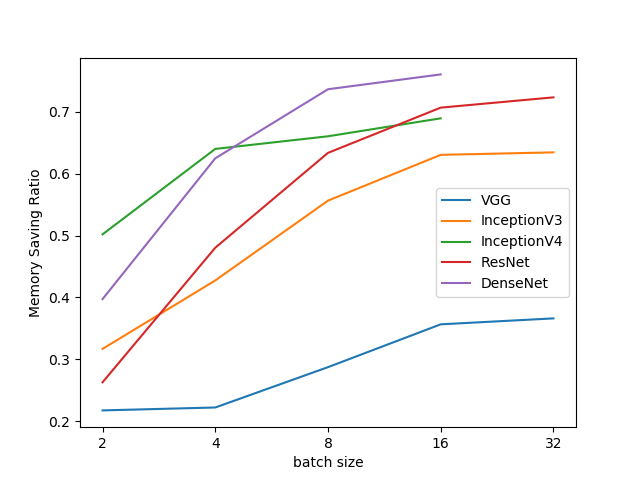 Memory Saving Ratio
0.7
0.6
0.5
0.4
0.3
0.2
VGG
InceptionV3
InceptionV4
ResNet
DenseNet
2 4 8 16 32
batch size